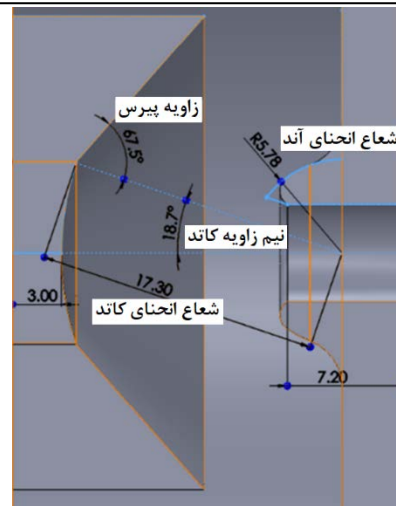 زاویه پیرس
67.5°
شعاع انحنای آند
R5.78
18.7°
نیم زاویه کاتد
17.30
3.00
شعاع انحنای کاتد
7.20